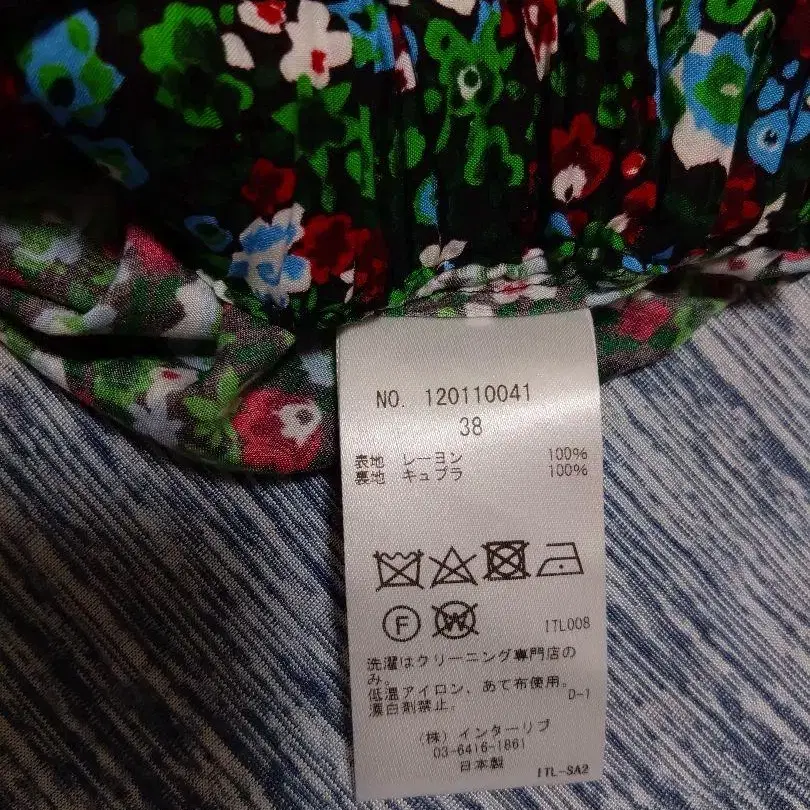 NO. 120110041
38
表地 レーヨン 100%
裏地 キュプラ 100%
F W
ITL008
洗濯はクリーニング専門店の
み。
低温アイロン、あて布使用。
漂白剤禁止。 D-1
(株)インターリブ
03-6416-1861
日本製
ITL-SA2